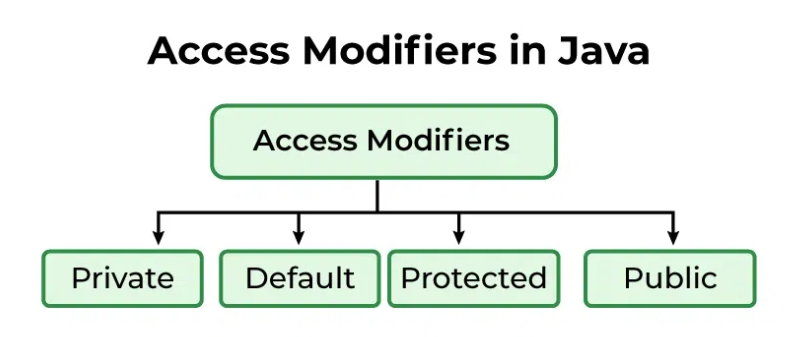 Access Modifiers in Java
Access Modifiers
Private
Default
Protected
Public